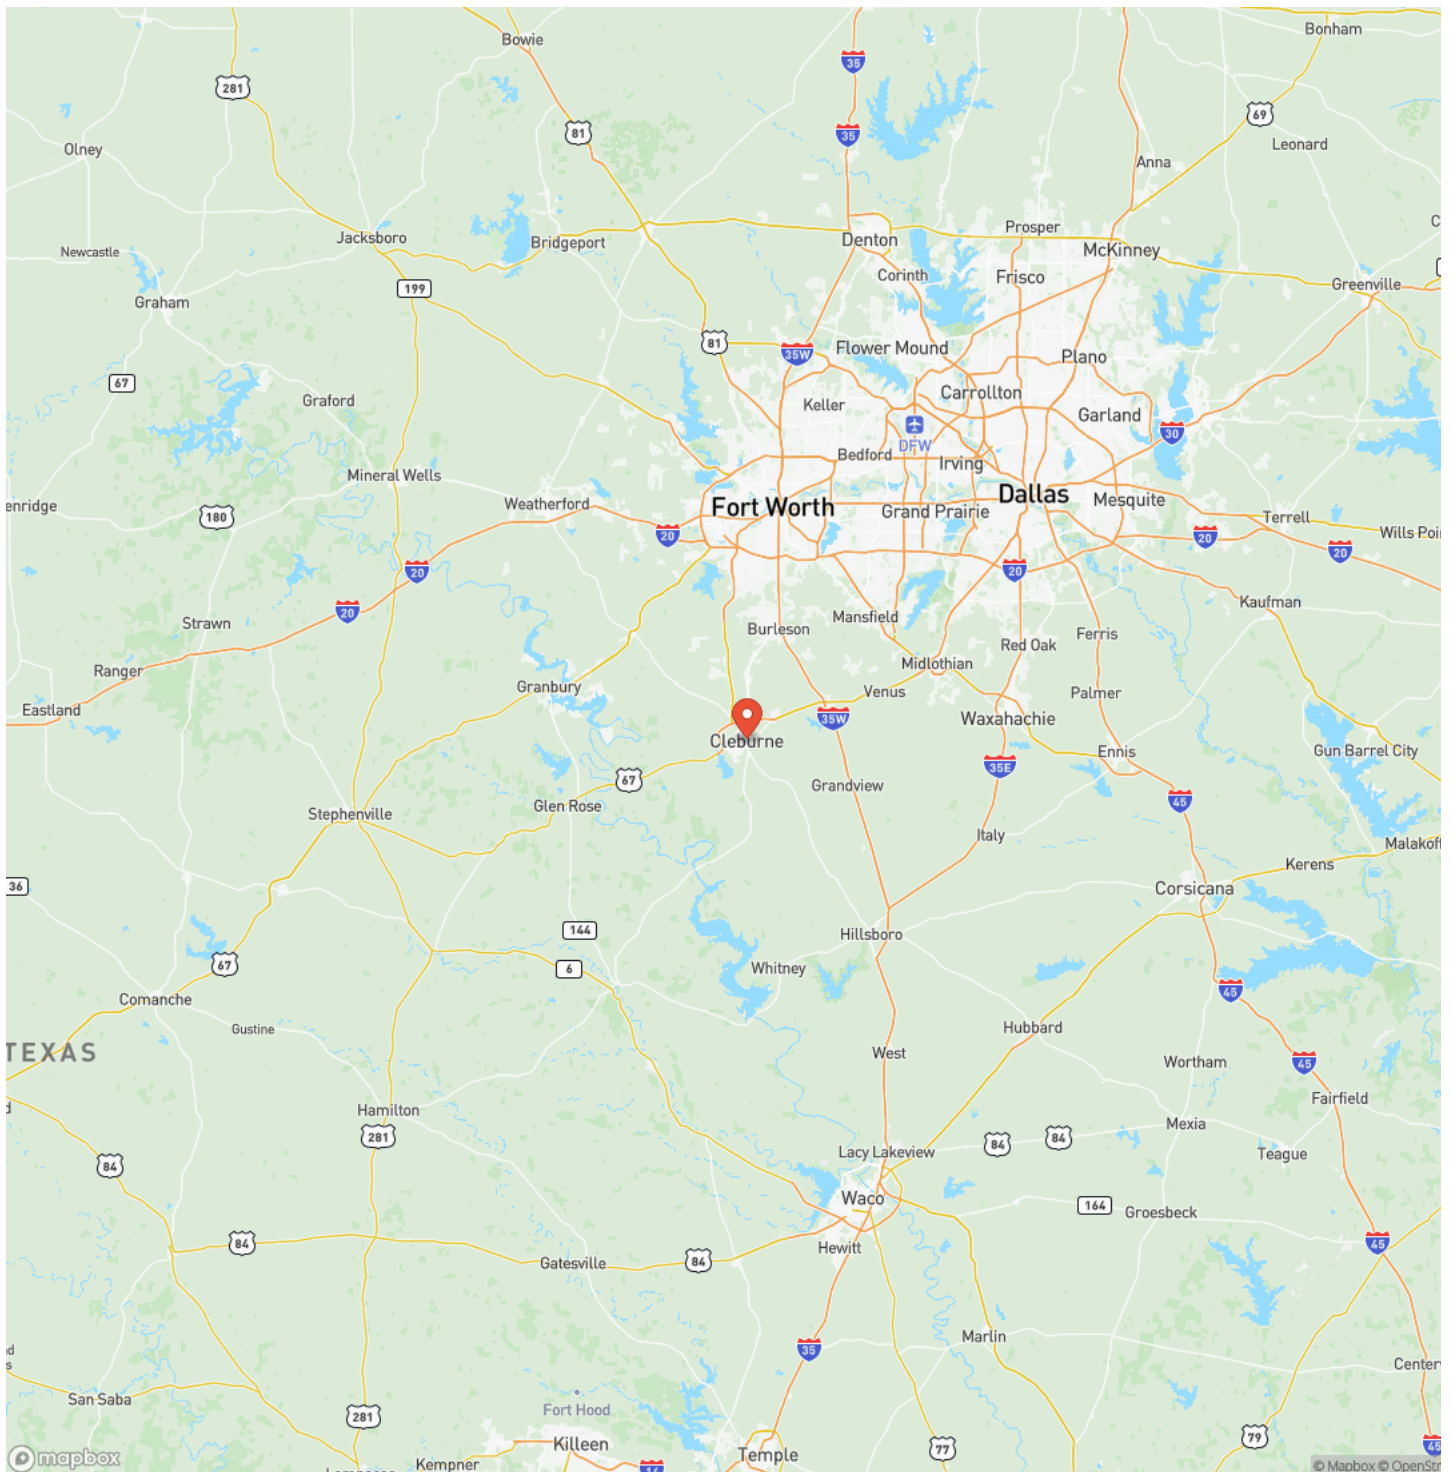 Bowie
35
Bonham
281
81
35
69
Olney
Leonard
Anna
Jacksboro
Bridgeport
Denton
Prosper
McKinney
Newcastle
Corinth
Frisco
Greenville
199
Graham
81
35W
Flower Mound
Plano
67
Graford
Keller
Carrollton
Garland
DFW
30
Bedford
Irving
Mineral Wells
Weatherford
Fort Worth
Dallas
Grand Prairie
Mesquite
enridge
180
20
Terrell
20
Wills Poi
20
20
20
20
Kaufman
Strawn
Burleson
Mansfield
Ferris
Red Oak
Ranger
Midlothian
Granbury
Venus
Palmer
Eastland
35W
Waxahachie
Cleburne
Ennis
Gun Barrel City
35E
67
Grandview
Glen Rose
45
Stephenville
Italy
Malakof
Kerens
36
Corsicana
144
Hillsboro
67
6
Whitney
45
Comanche
Gustine
Hubbard
TEXAS
West
Wortham
45
Hamilton
Fairfield
281
84
84
Mexia
84
Lacy Lakeview
Teague
Waco
164
Groesbeck
84
Hewitt
45
Gatesville
84
Marlin
35
Center
San Saba
Fort Hood
281
Killeen
79
45
Temple
77
mapbox
Kempner
14
© Mapbox © OpenStr